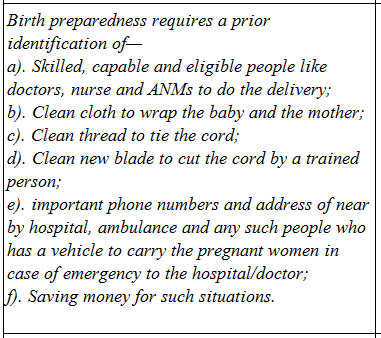 Birth preparedness requires a prior
identification of—
a). Skilled, capable and eligible people like
doctors, nurse and ANMs to do the delivery;
b). Clean cloth to wrap the baby and the mother;
c). Clean thread to tie the cord;
d). Clean new blade to cut the cord by a trained
person;
e). important phone numbers and address of near
by hospital, ambulance and any such people who
has a vehicle to carry the pregnant women in
case of emergency to the hospital/doctor;
f). Saving money for such situations.